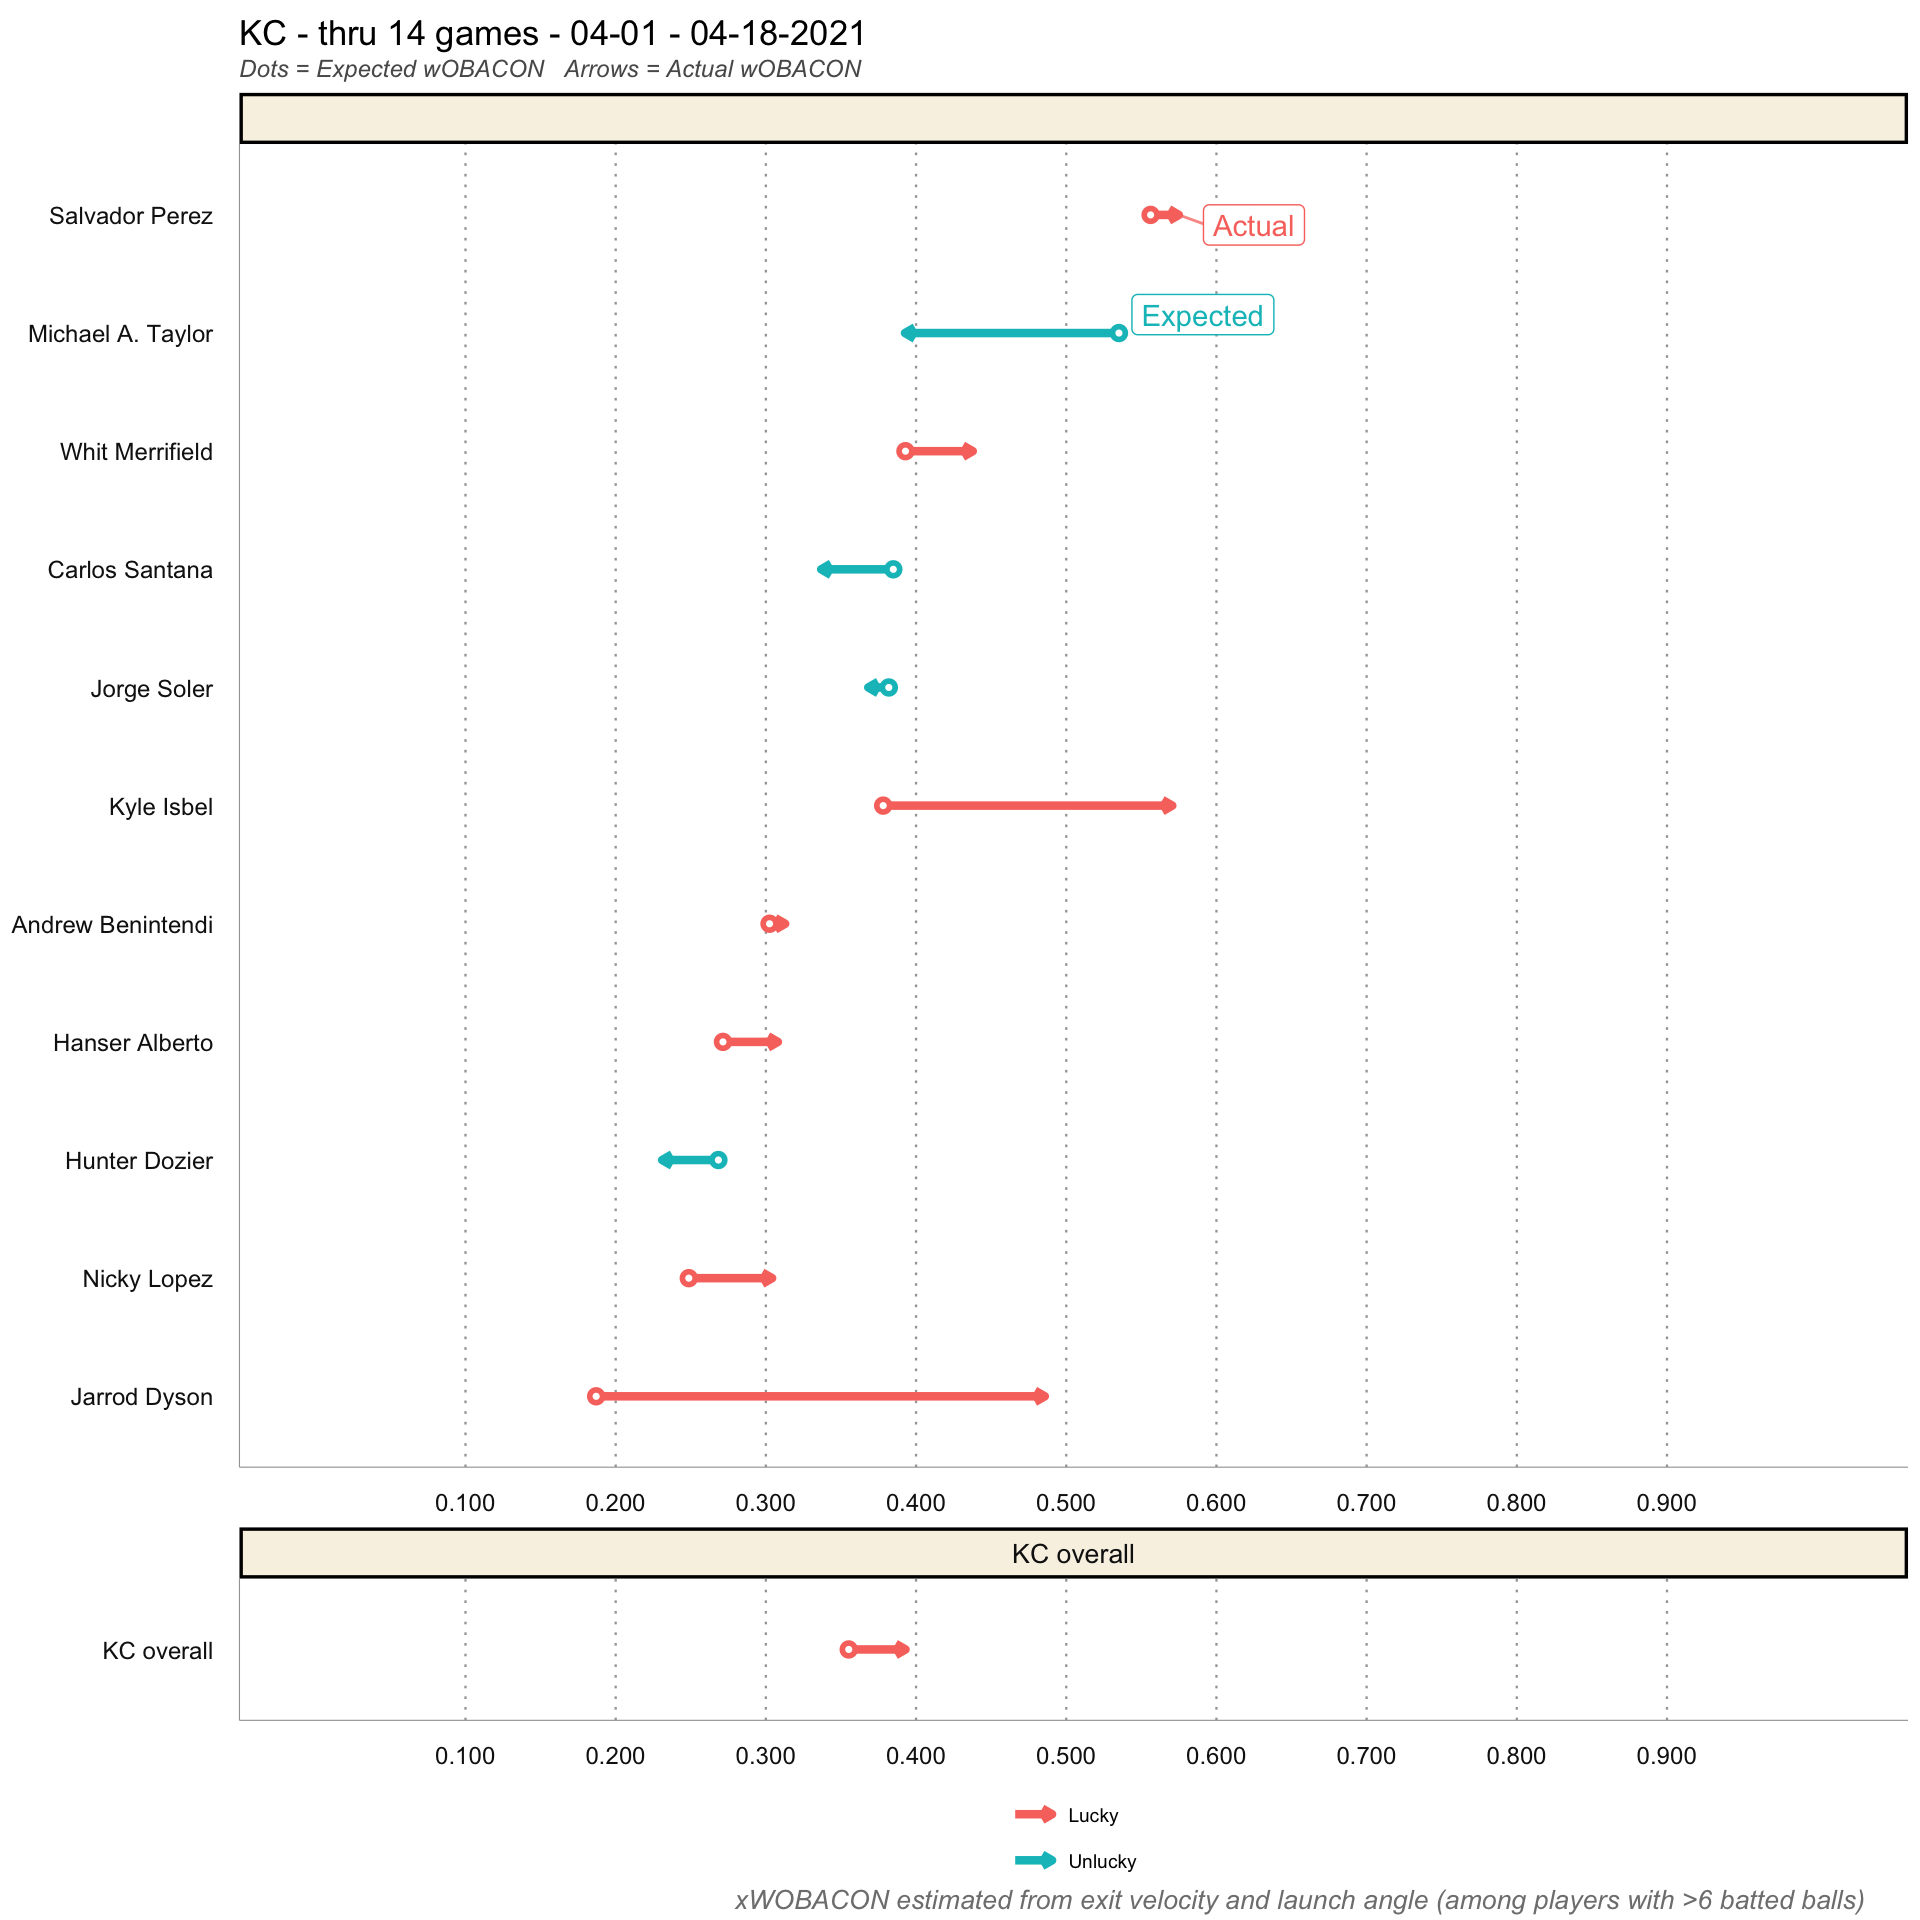 KC - thru 14 games - 04-01 - 04-18-2021
Dots = Expected wOBACON   Arrows = Actual wOBACON
Salvador Perez
Actual
Michael A. Taylor
Expected
Whit Merrifield
Carlos Santana
Jorge Soler
Kyle Isbel
Andrew Benintendi
Hanser Alberto
Hunter Dozier
Nicky Lopez
Jarrod Dyson
0.100 0.200 0.300 0.400 0.500 0.600 0.700 0.800 0.900
KC overall
KC overall
0.100 0.200 0.300 0.400 0.500 0.600 0.700 0.800 0.900
Lucky
Unlucky
xWOBACON estimated from exit velocity and launch angle (among players with >6 batted balls)